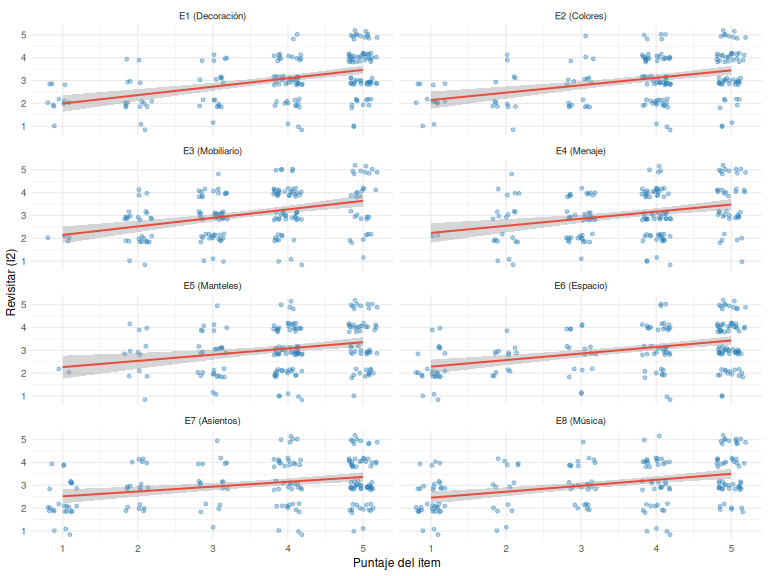 E1 (Decoración)
E2 (Colores)
5
4
3
2
1
E3 (Mobiliario)
E4 (Menaje)
5
4
3
2
1
Revisitar (I2)
E5 (Manteles)
E6 (Espacio)
5
4
3
2
1
E7 (Asientos)
E8 (Música)
5
4
3
2
1
1 2 3 4 5
1 2 3 4 5
Puntaje del ítem